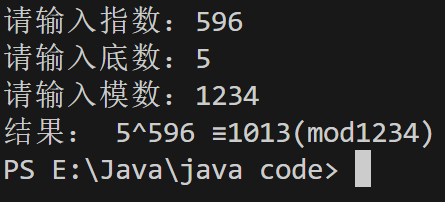 请输入指数：596
请输入底数：5
请输入模数：1234
结果： 5^596 ≡1013(mod1234)
PS E:\Java\java code>